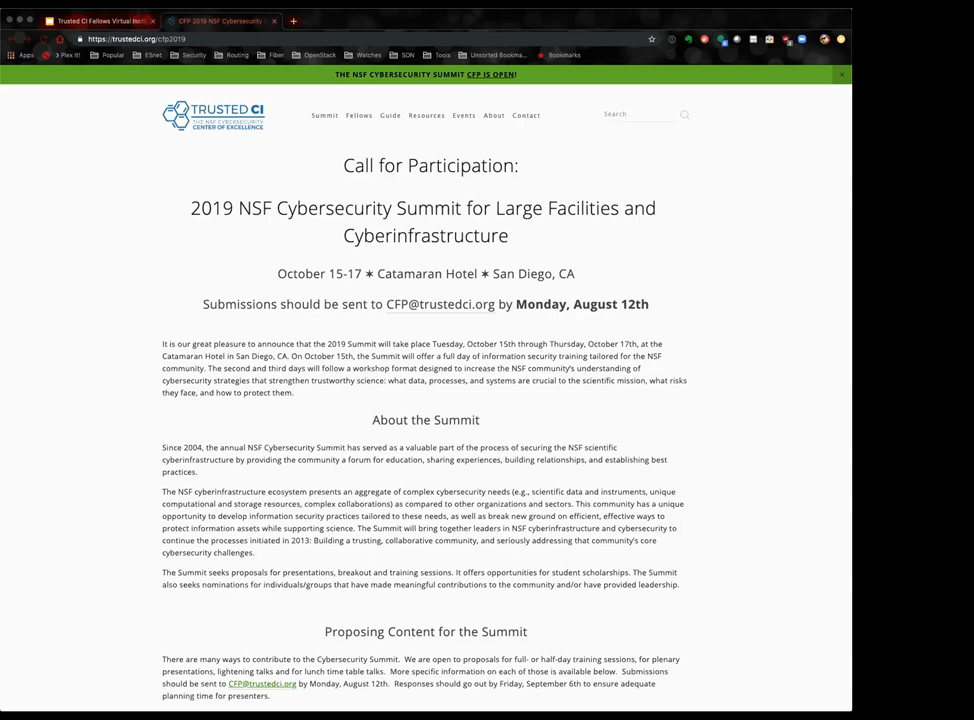 Trusted CI Fellows Virtual Insti
CFP 2019 NSF Cybersecurity
https://trustedci.org/cfp2019
Apps
Plex It!
Popular
ESnet
Security
Routing
Fiber
OpenStack
Watches
SDN
Tools
Unsorted Bookma...
Bookmarks
THE NSF CYBERSECURITY SUMMIT CFP IS OPEN!
TRUSTED CI
THE NSF CYBERSECURITY
CENTER OF EXCELLENCE
Summit Fellows Guide Resources Events About Contact
Search
Call for Participation:
2019 NSF Cybersecurity Summit for Large Facilities and
Cyberinfrastructure
October 15-17 ✶ Catamaran Hotel ✶ San Diego, CA
Submissions should be sent to CFP@trustedci.org by Monday, August 12th
It is our great pleasure to announce that the 2019 Summit will take place Tuesday, October 15th through Thursday, October 17th, at the
Catamaran Hotel in San Diego, CA. On October 15th, the Summit will offer a full day of information security training tailored for the NSF
community. The second and third days will follow a workshop format designed to increase the NSF community's understanding of
cybersecurity strategies that strengthen trustworthy science: what data, processes, and systems are crucial to the scientific mission, what risks
they face, and how to protect them.
About the Summit
Since 2004, the annual NSF Cybersecurity Summit has served as a valuable part of the process of securing the NSF scientific
cyberinfrastructure by providing the community a forum for education, sharing experiences, building relationships, and establishing best
practices.
The NSF cyberinfrastructure ecosystem presents an aggregate of complex cybersecurity needs (e.g., scientific data and instruments, unique
computational and storage resources, complex collaborations) as compared to other organizations and sectors. This community has a unique
opportunity to develop information security practices tailored to these needs, as well as break new ground on efficient, effective ways to
protect information assets while supporting science. The Summit will bring together leaders in NSF cyberinfrastructure and cybersecurity to
continue the processes initiated in 2013: Building a trusting, collaborative community, and seriously addressing that community's core
cybersecurity challenges.
The Summit seeks proposals for presentations, breakout and training sessions. It offers opportunities for student scholarships. The Summit
also seeks nominations for individuals/groups that have made meaningful contributions to the community and/or have provided leadership.
Proposing Content for the Summit
There are many ways to contribute to the Cybersecurity Summit. We are open to proposals for full- or half-day training sessions, for plenary
presentations, lightening talks and for lunch time table talks. More specific information on each of those is available below. Submissions
should be sent to CFP@trustedci.org by Monday, August 12th. Responses should go out by Friday, September 6th to ensure adequate
planning time for presenters.